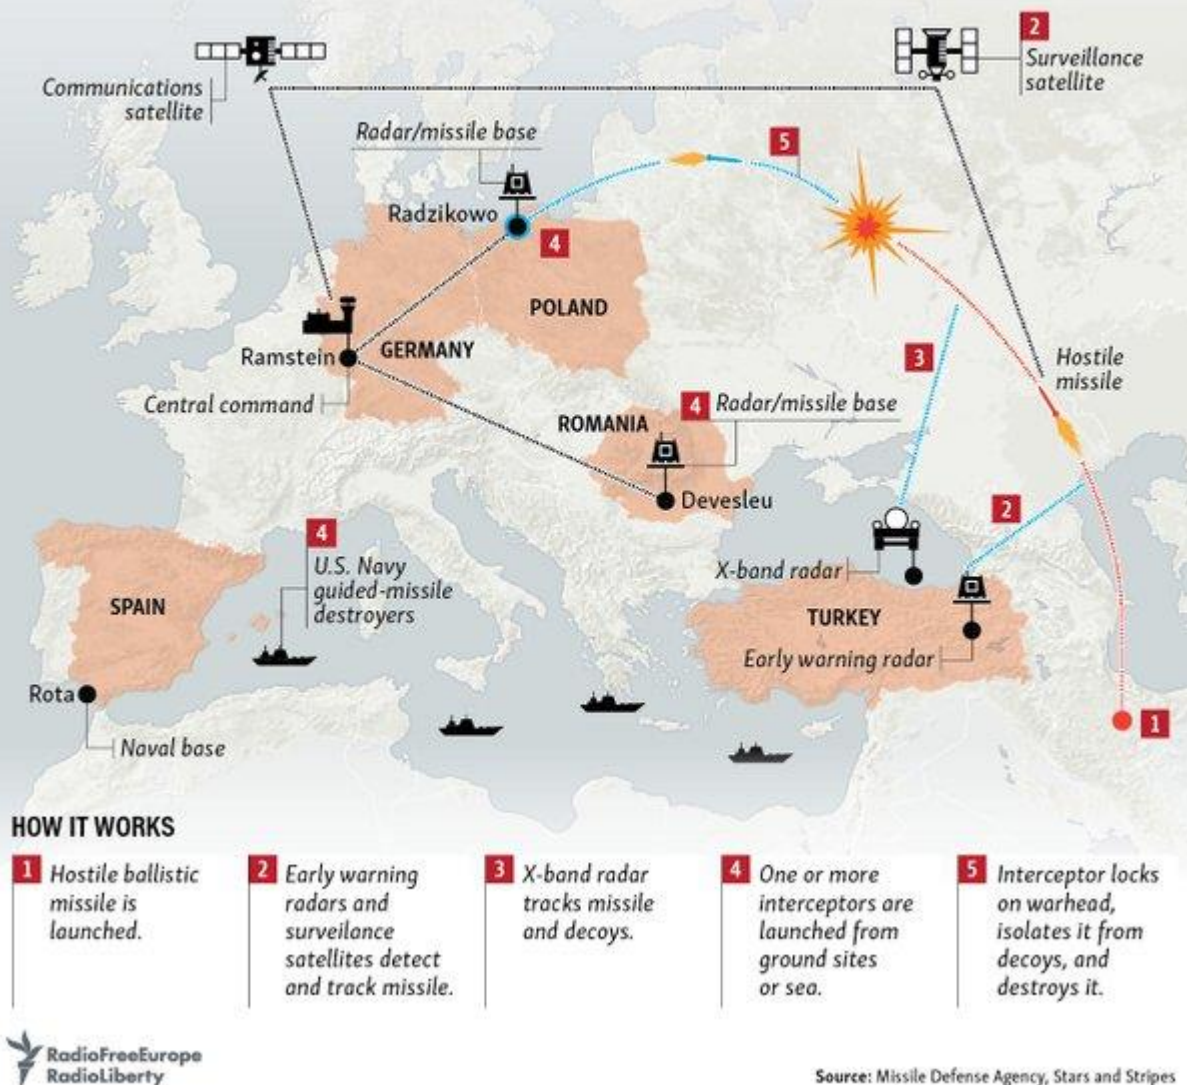 2
Communications
satellite
Surveillance
satellite
Radar/missile base
5
Radzikowo
4
POLAND
Ramstein
GERMANY
3
Hostile
missile
Central command
4
Radar/missile base
ROMANIA
Devesleu
2
4
U.S. Navy
guided-missile
destroyers
X-band radar
SPAIN
TURKEY
Early warning radar
Rota
1
Naval base
HOW IT WORKS
1
Hostile ballistic
missile is
launched.
2
Early warning
radars and
surveilance
satellites detect
and track missile.
3
X-band radar
tracks missile
and decoys.
4
One or more
interceptors are
launched from
ground sites
or sea.
5
Interceptor locks
on warhead,
isolates it from
decoys, and
destroys it.
RadioFreeEurope
RadioLiberty
Source: Missile Defense Agency, Stars and Stripes